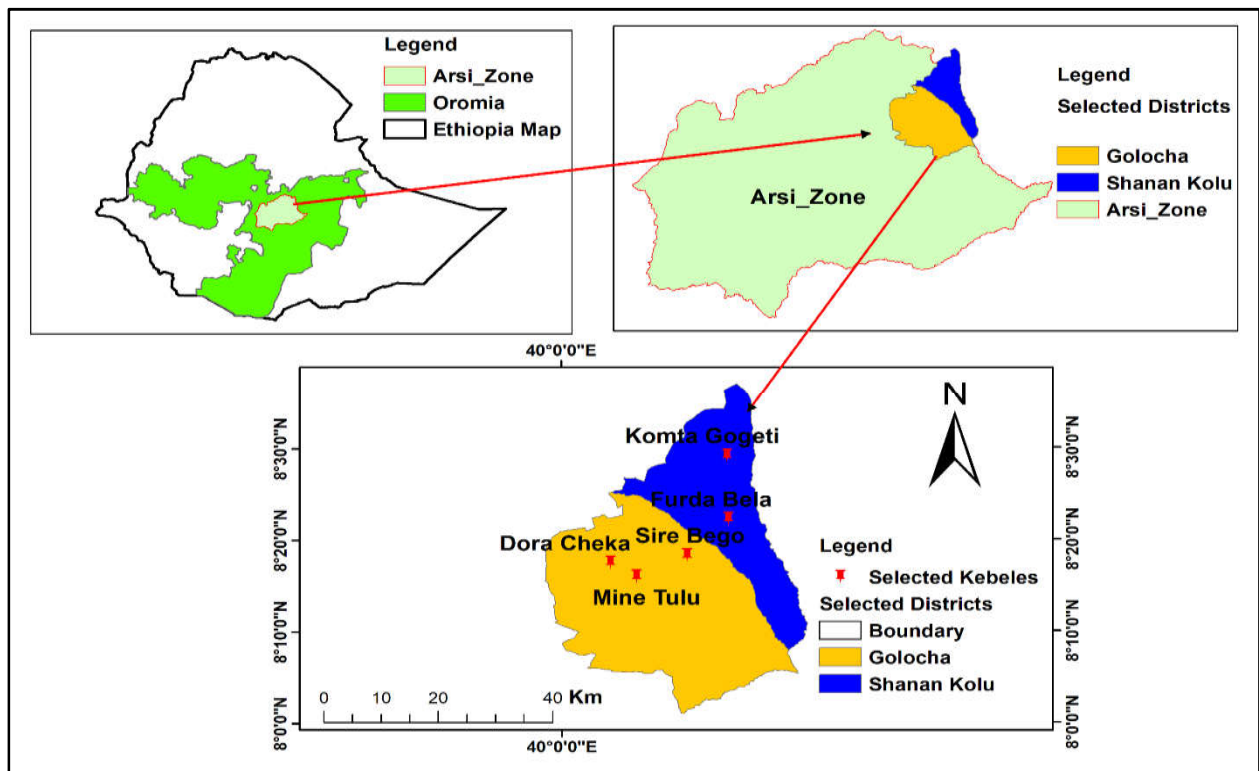 Legend
Arsi_Zone
Oromia
Ethiopia Map
Legend
Selected Districts
Golocha
Shanan Kolu
Arsi_Zone
Arsi_Zone
40°0'0"E
N
Komta Gogeti
8°30'0"N
8°30'0"N
Furda Bela
Sire Bego
Dora Cheka
8°20'0"N
8°20'0"N
Mine Tulu
Legend
Selected Kebeles
Selected Districts
Boundary
Golocha
Shanan Kolu
8°10'0"N
8°10'0"N
0 10 20 40 Km
8°0'0"N
8°0'0"N
40°0'0"E